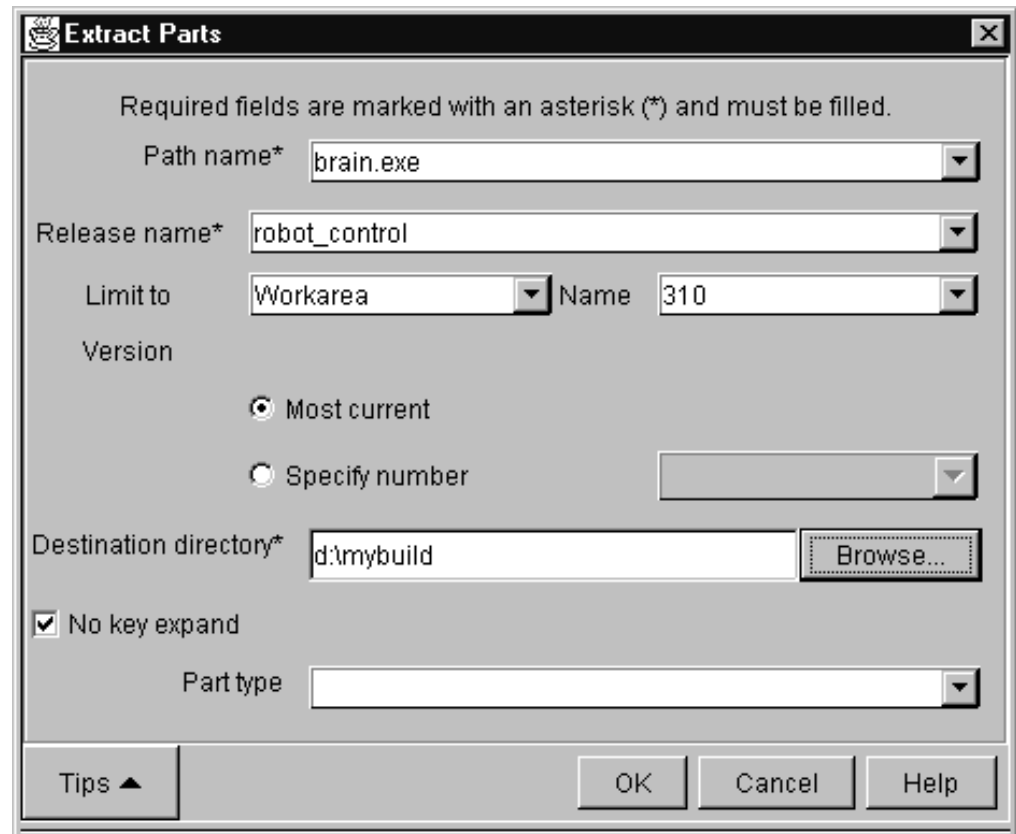 Extract Parts
Required fields are marked with an asterisk (*) and must be filled.
Path name* brain.exe
Release name* robot_control
Limit to Workarea Name 310
Version
Most current
Specify number
Destination directory* d:\mybuild Browse...
No key expand
Part type
Tips OK Cancel Help